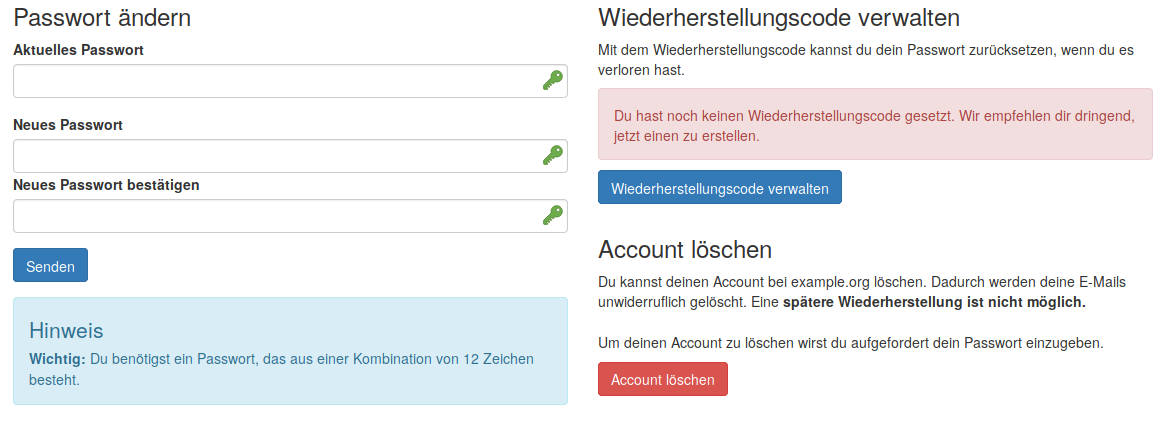 Passwort ändern
Aktuelles Passwort
Neues Passwort
Neues Passwort bestätigen
Senden
Hinweis
Wichtig: Du benötigst ein Passwort, das aus einer Kombination von 12 Zeichen
besteht.
Wiederherstellungscode verwalten
Mit dem Wiederherstellungscode kannst du dein Passwort zurücksetzen, wenn du es
verloren hast.
Du hast noch keinen Wiederherstellungscode gesetzt. Wir empfehlen dir dringend,
jetzt einen zu erstellen.
Wiederherstellungscode verwalten
Account löschen
Du kannst deinen Account bei example.org löschen. Dadurch werden deine E-Mails
unwiderruflich gelöscht. Eine spätere Wiederherstellung ist nicht möglich.
Um deinen Account zu löschen wirst du aufgefordert dein Passwort einzugeben.
Account löschen